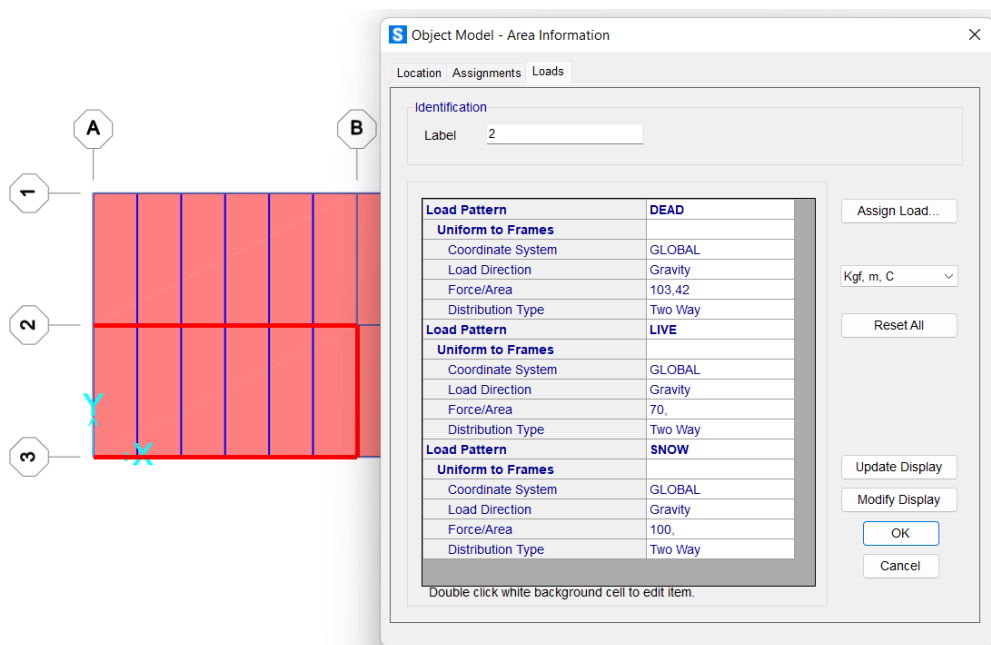 Object Model - Area Information
Location Assignments Loads
Identification
Label 2
Load Pattern DEAD
Uniform to Frames
Coordinate System GLOBAL
Load Direction Gravity
Force/Area 103,42
Distribution Type Two Way
Load Pattern LIVE
Uniform to Frames
Coordinate System GLOBAL
Load Direction Gravity
Force/Area 70,
Distribution Type Two Way
Load Pattern SNOW
Uniform to Frames
Coordinate System GLOBAL
Load Direction Gravity
Force/Area 100,
Distribution Type Two Way
Double click white background cell to edit item.
Assign Load...
Kgf, m, C
Reset All
Update Display
Modify Display
OK
Cancel
A
B
1
2
3
Y
X
S